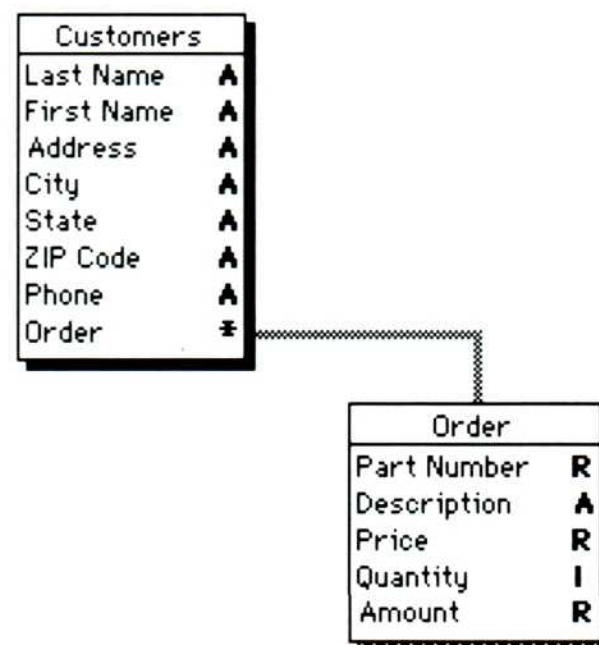 Customers
Last Name A
First Name A
Address A
City A
State A
ZIP Code A
Phone A
Order *
Order
Part Number R
Description A
Price R
Quantity I
Amount R